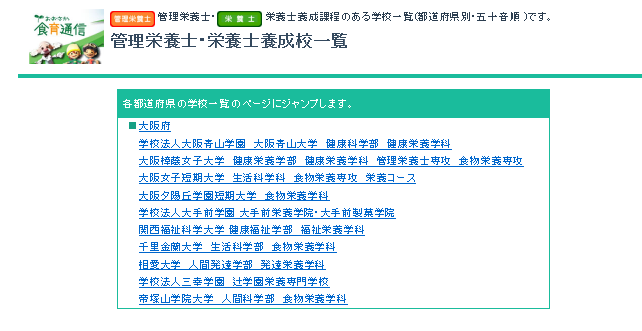 おおさか
食育通信
管理栄養士 管理栄養士・ 栄養士 栄養士養成課程のある学校一覧(都道府県別・五十音順)です。
管理栄養士・栄養士養成校一覧
各都道府県の学校一覧のページにジャンプします。
■大阪府
学校法人大阪青山学園 大阪青山大学 健康科学部 健康栄養学科
大阪樟蔭女子大学 健康栄養学部 健康栄養学科 管理栄養士専攻 食物栄養専攻
大阪女子短期大学 生活科学科 食物栄養専攻 栄養コース
大阪夕陽丘学園短期大学 食物栄養学科
学校法人大手前学園 大手前栄養学院・大手前製菓学院
関西福祉科学大学 健康福祉学部 福祉栄養学科
千里金蘭大学 生活科学部 食物栄養学科
相愛大学 人間発達学部 発達栄養学科
学校法人三幸学園 辻学園栄養専門学校
帝塚山学院大学 人間科学部 食物栄養学科